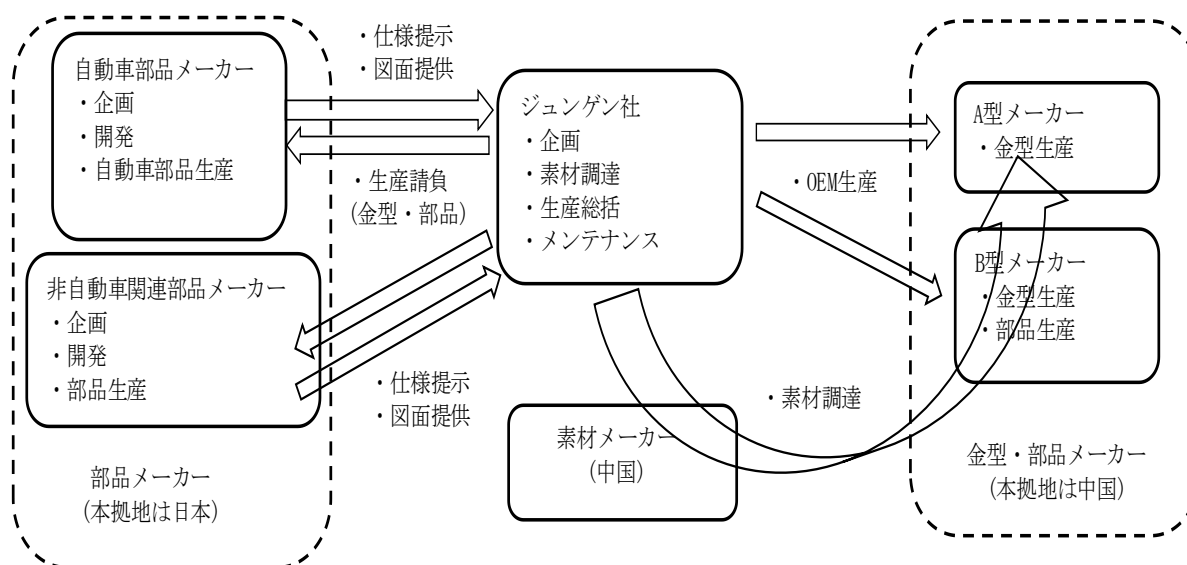 自動車部品メーカー
・企画
・開発
・自動車部品生産
非自動車関連部品メーカー
・企画
・開発
・部品生産
部品メーカー
（本拠地は日本）
・仕様提示
・図面提供
・生産請負
（金型・部品）
・仕様提示
・図面提供
ジュンゲン社
・企画
・素材調達
・生産総括
・メンテナンス
素材メーカー
（中国）
・OEM生産
・素材調達
A型メーカー
・金型生産
B型メーカー
・金型生産
・部品生産
金型・部品メーカー
（本拠地は中国）